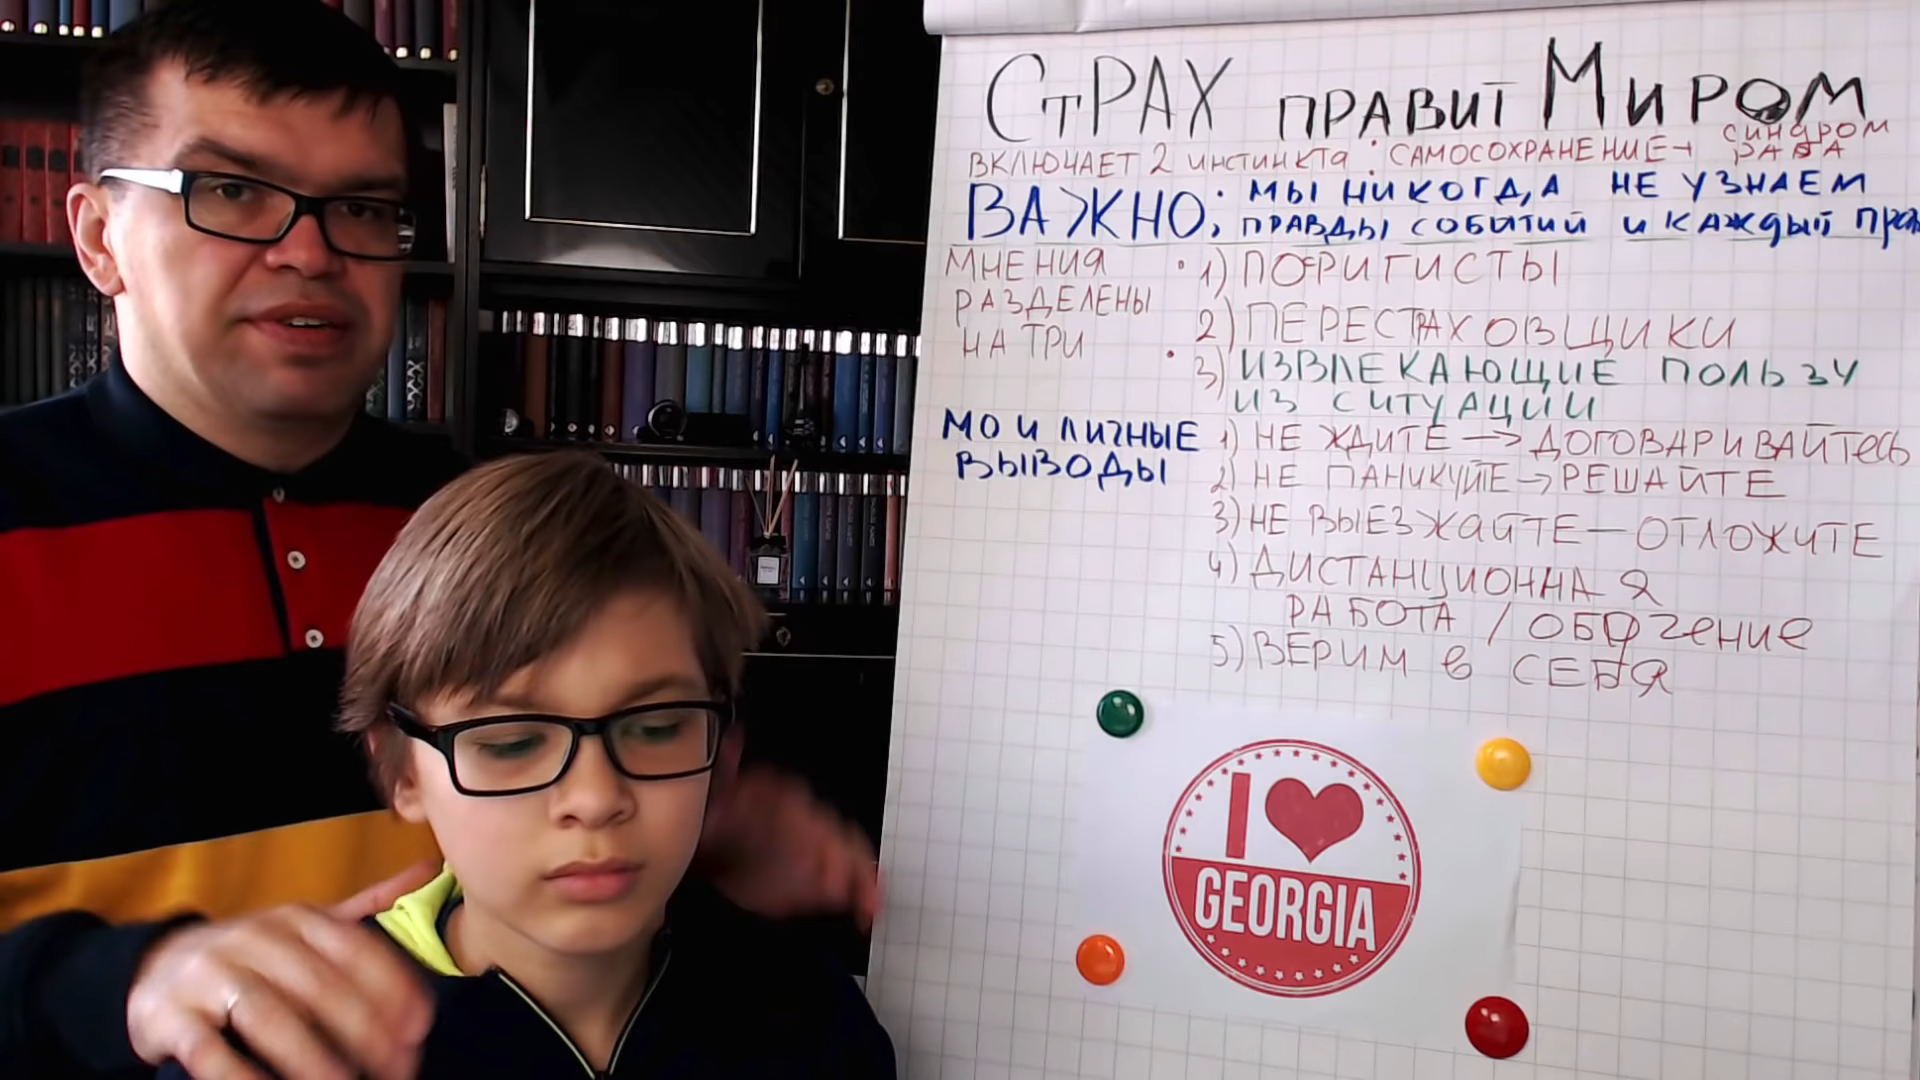 СтРАХ ПРАВИТ МИРОМ
ВКЛЮЧАЕТ 2 ИНСТИНКТА: САМОСОХРАНЕНИЕ + СИНДРОМ
РАБА
ВАЖНО: МЫ НИКОГДА НЕ УЗНАЕМ
ПРАВДЫ СОБЫТИЙ И КАЖДЫЙ ПРАВ
МНЕНИЯ
РАЗДЕЛЕНЫ
НА ТРИ
1) ПОФИГИСТЫ
2) ПЕРЕСТРАХОВЩИКИ
3) ИЗВЛЕКАЮЩИЕ ПОЛЬЗУ
ИЗ СИТУАЦИИ
МОИ ЛИЧНЫЕ
ВЫВОДЫ
1) НЕ ЖДИТЕ → ДОГОВАРИВАЙТЕСЬ
2) НЕ ПАНИКУЙТЕ → РЕШАЙТЕ
3) НЕ ВЫЕЗЖАЙТЕ — ОТЛОЖИТЕ
4) ДИСТАНЦИОННАЯ
РАБОТА / ОБУЧЕНИЕ
5) ВЕРИМ В СЕБЯ
I
GEORGIA